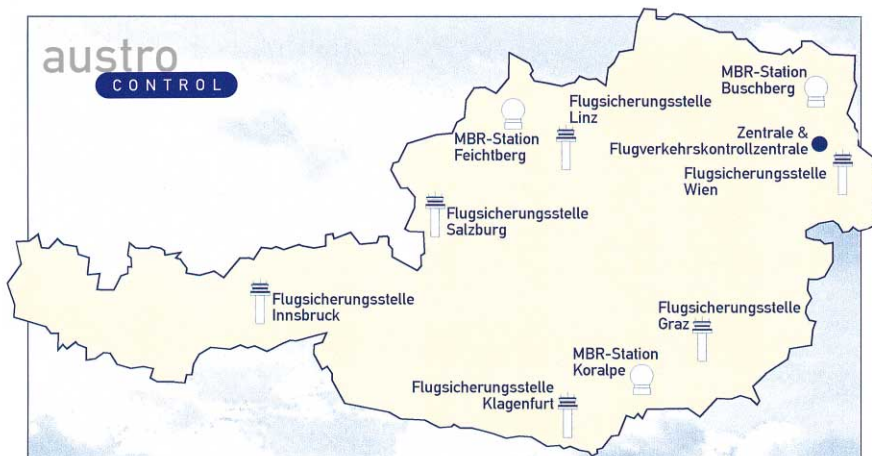 austro
CONTROL
MBR-Station
Buschberg
Flugsicherungsstelle
Linz
MBR-Station
Feichtberg
Zentrale &
Flugverkehrskontrollzentrale
Flugsicherungsstelle
Wien
Flugsicherungsstelle
Salzburg
Flugsicherungsstelle
Innsbruck
Flugsicherungsstelle
Graz
MBR-Station
Koralpe
Flugsicherungsstelle
Klagenfurt